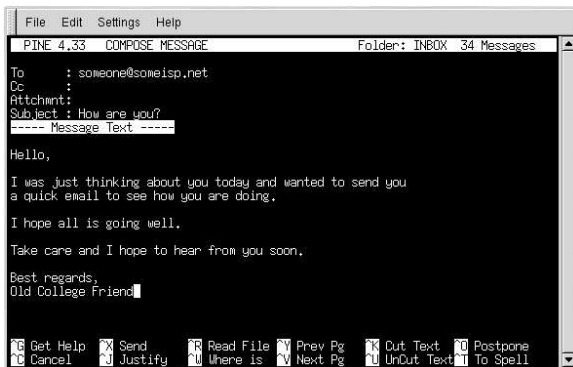 File Edit Settings Help
PINE 4.33 COMPOSE MESSAGE Folder: INBOX 34 Messages
To : someone@someisp.net
Cc :
Attchmnt:
Subject : How are you?
----- Message Text -----
Hello,
I was just thinking about you today and wanted to send you
a quick email to see how you are doing.
I hope all is going well.
Take care and I hope to hear from you soon.
Best regards,
Old College Friend
^G Get Help ^X Send ^R Read File ^Y Prev Pg ^K Cut Text ^O Postpone
^C Cancel ^J Justify ^W Where is ^V Next Pg ^U UnCut Text ^T To Spell